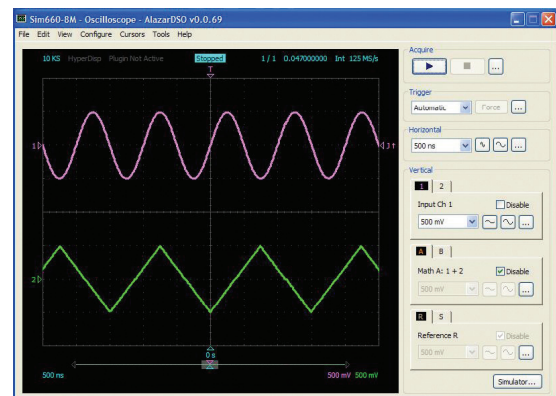 Sim660-8M - Oscilloscope - AlazarDSO v0.0.69
File Edit View Configure Cursors Tools Help
10 KS HyperDisp Plugin Not Active Stopped 1 / 1 0.047000000 Int 125 MS/s
T
1
2
0 s
500 ns 500 mV 500 mV
Acquire
...
Trigger
Automatic Force ...
Horizontal
500 ns ...
Vertical
1 2
Input Ch 1 Disable
500 mV ...
A B
Math A: 1 + 2 Disable
500 mV ...
R S
Reference R Disable
500 mV ...
Simulator...